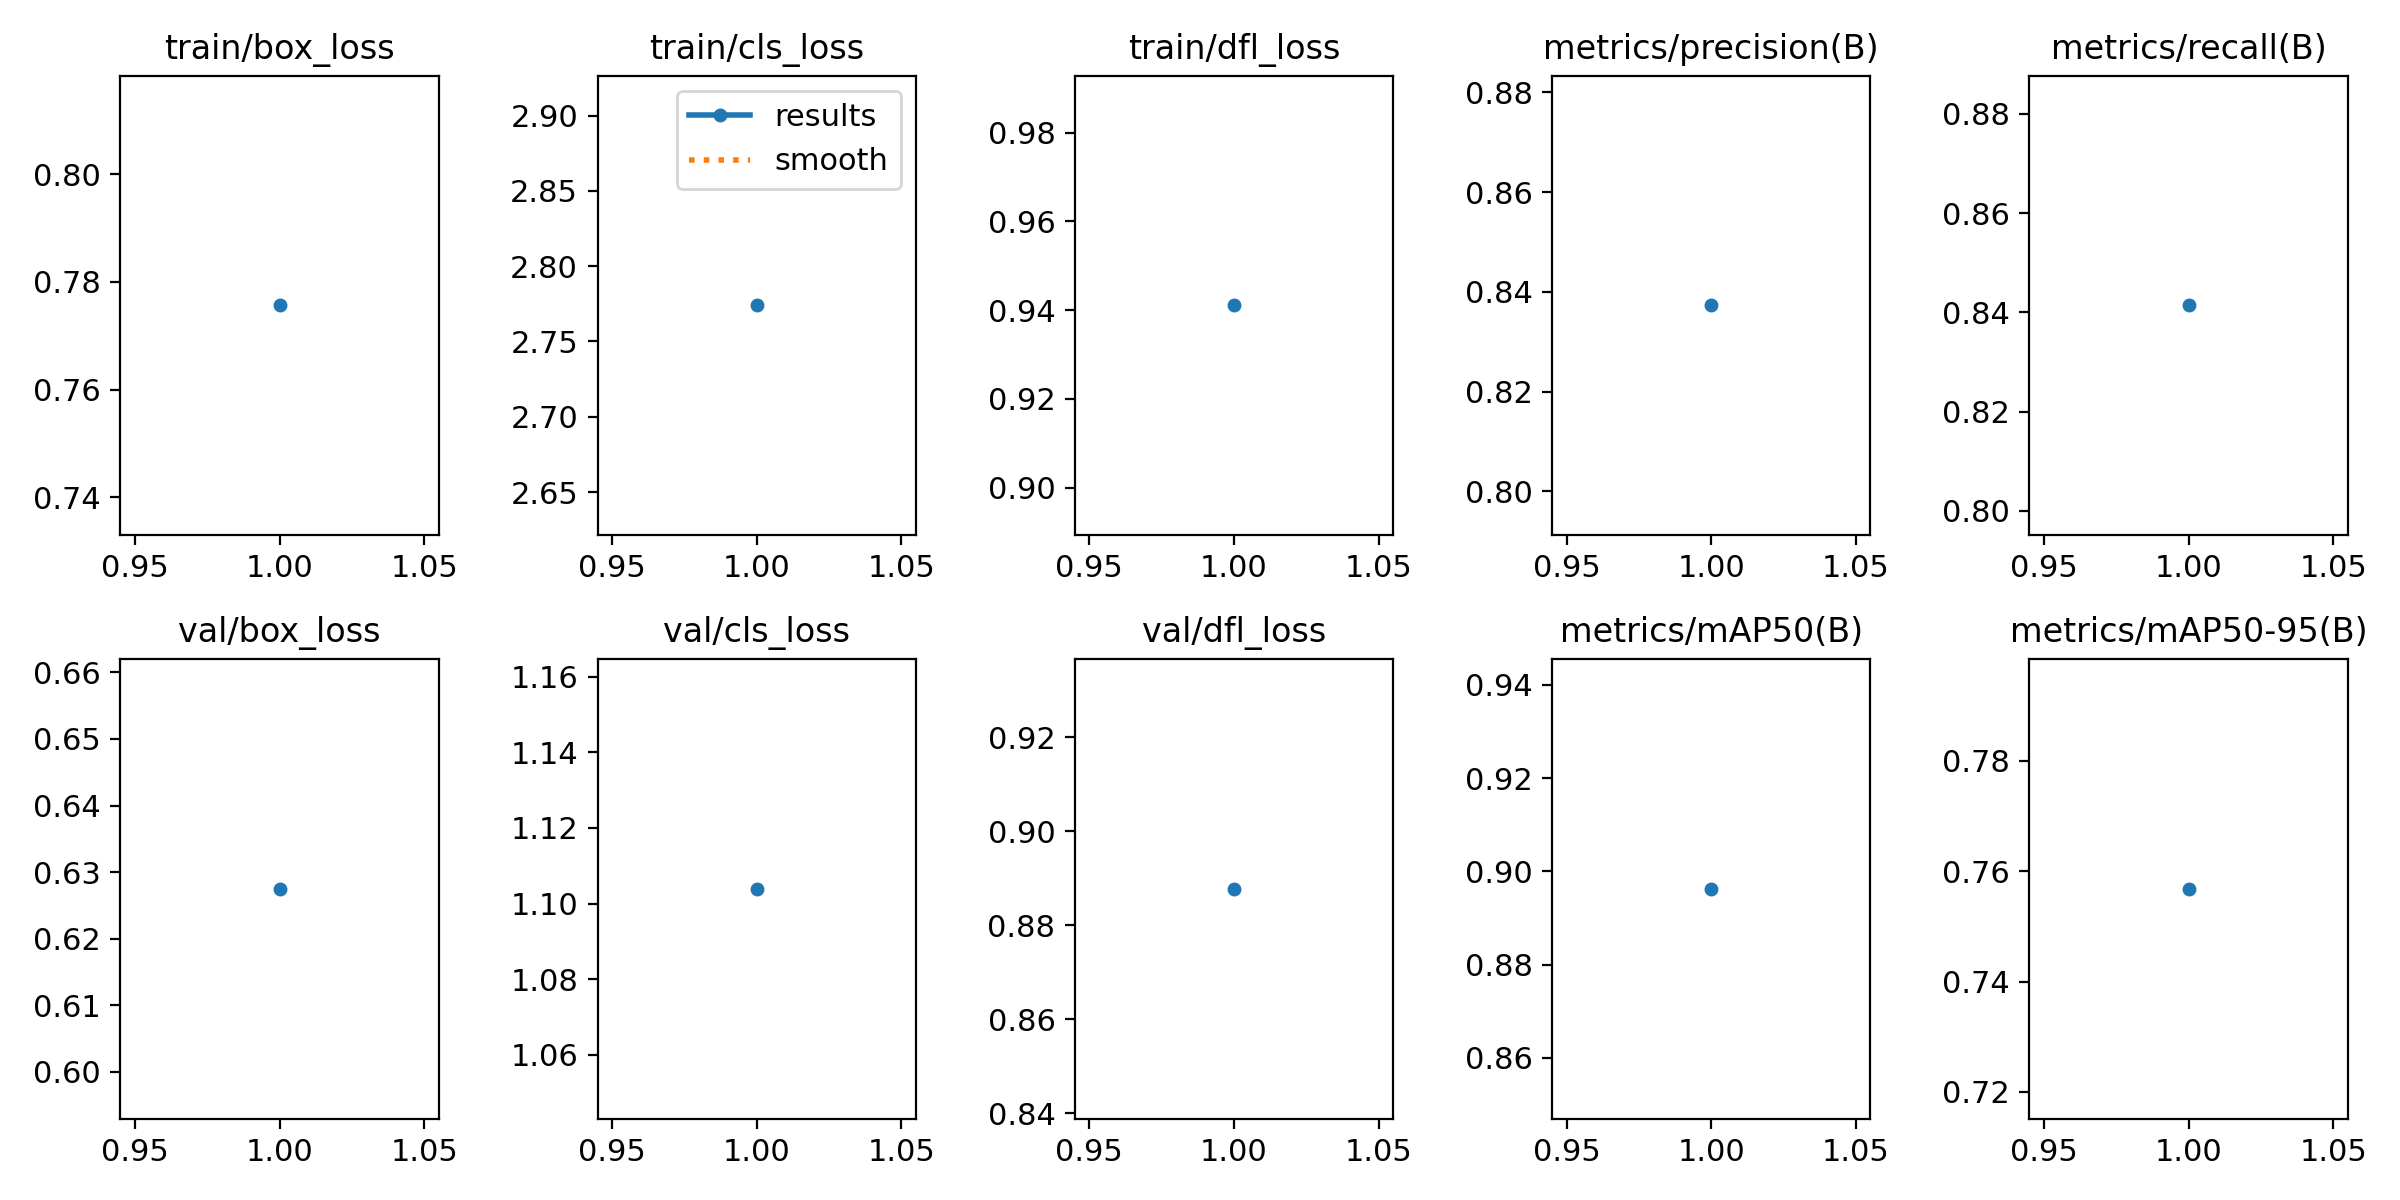 train/box_loss
0.80
0.78
0.76
0.74
0.95 1.00 1.05
train/cls_loss
results
smooth
2.90
2.85
2.80
2.75
2.70
2.65
0.95 1.00 1.05
train/dfl_loss
0.98
0.96
0.94
0.92
0.90
0.95 1.00 1.05
metrics/precision(B)
0.88
0.86
0.84
0.82
0.80
0.95 1.00 1.05
metrics/recall(B)
0.88
0.86
0.84
0.82
0.80
0.95 1.00 1.05
val/box_loss
0.66
0.65
0.64
0.63
0.62
0.61
0.60
0.95 1.00 1.05
val/cls_loss
1.16
1.14
1.12
1.10
1.08
1.06
0.95 1.00 1.05
val/dfl_loss
0.92
0.90
0.88
0.86
0.84
0.95 1.00 1.05
metrics/mAP50(B)
0.94
0.92
0.90
0.88
0.86
0.95 1.00 1.05
metrics/mAP50-95(B)
0.78
0.76
0.74
0.72
0.95 1.00 1.05